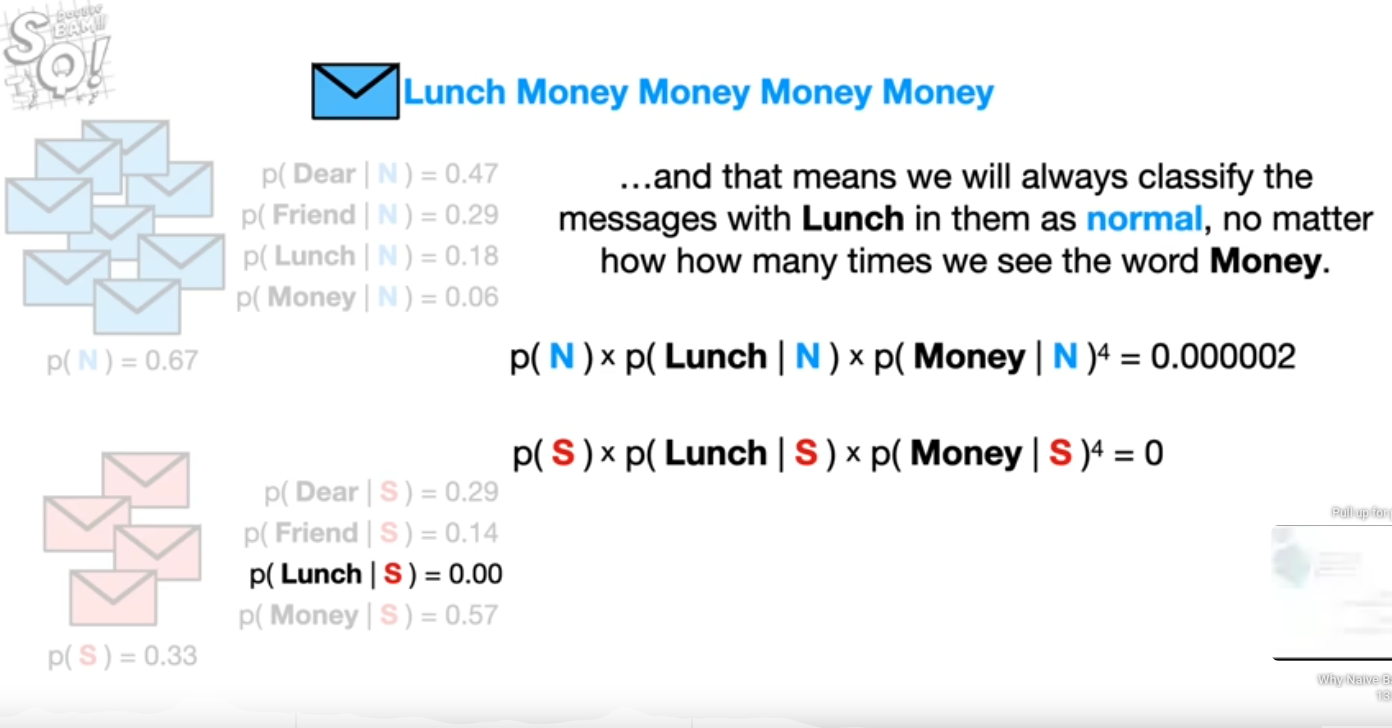 Double
BAM!!!
SQ!
Lunch Money Money Money Money
p( Dear | N ) = 0.47
p( Friend | N ) = 0.29
p( Lunch | N ) = 0.18
p( Money | N ) = 0.06
p( N ) = 0.67
…and that means we will always classify the
messages with Lunch in them as normal, no matter
how how many times we see the word Money.
p( N ) × p( Lunch | N ) × p( Money | N )⁴ = 0.000002
p( S ) × p( Lunch | S ) × p( Money | S )⁴ = 0
p( Dear | S ) = 0.29
p( Friend | S ) = 0.14
p( Lunch | S ) = 0.00
p( Money | S ) = 0.57
p( S ) = 0.33
Pull up for
Why Naive